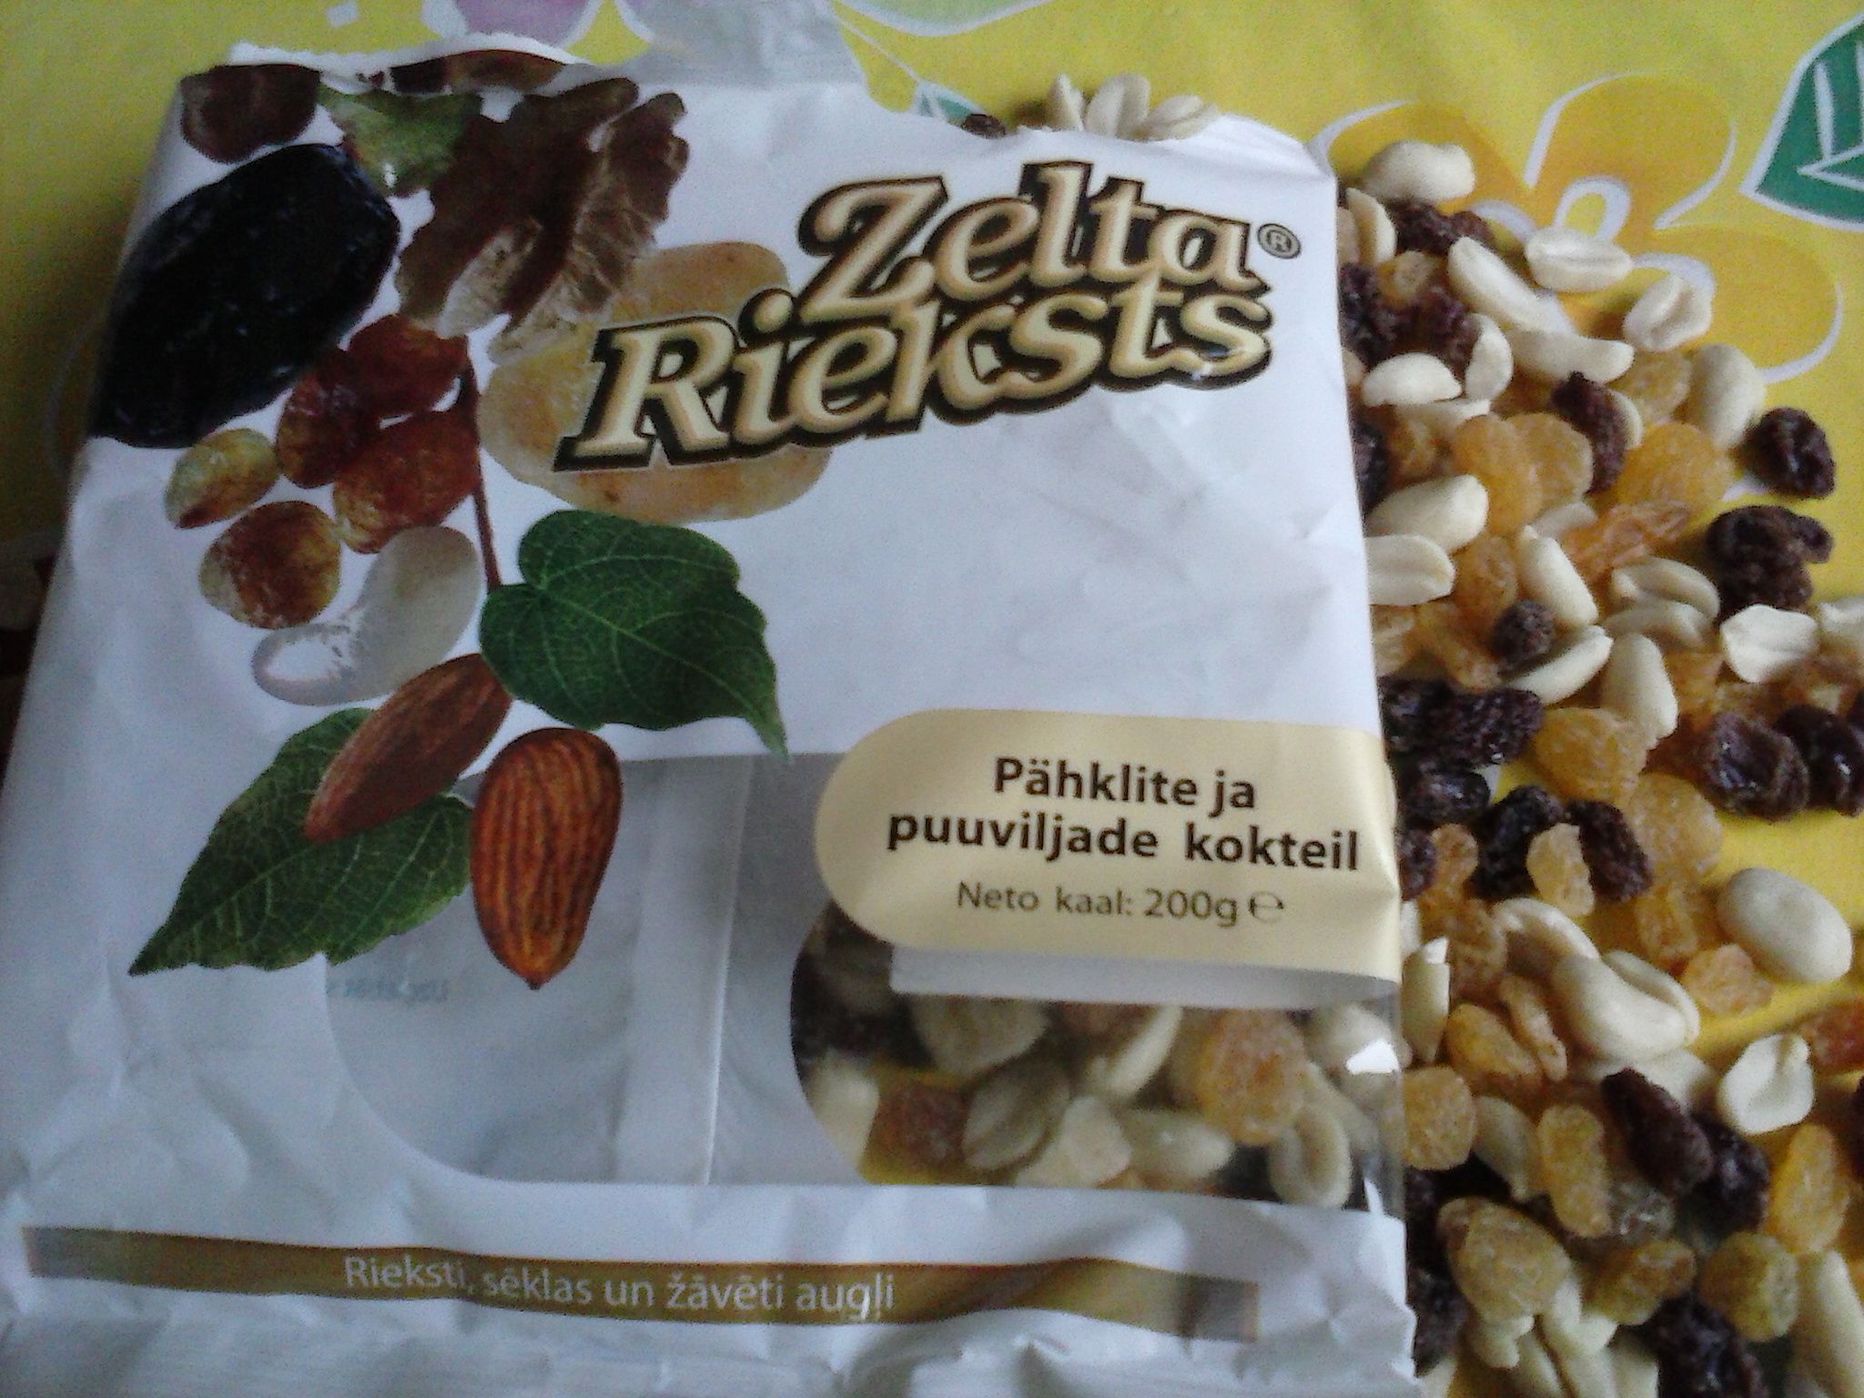 Zelta®
Rieksts
Pähklite ja
puuviljade kokteil
Neto kaal: 200g ℮
Rieksti, sēklas un žāvēti augļi